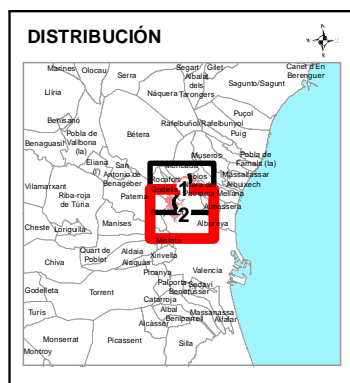 DISTRIBUCIÓN
Marines
Olocau
Serra
Segart
Gilet
Albalat
dels
Tarongers
Canet d'En
Berenguer
Sagunto/Sagunt
Náquera
Llíria
Benisanó
Pobla de
Vallbona
(la)
Bétera
Rafelbuñol/Rafelbunyol
Puçol
Puig
Benaguasil
Eliana
(l')
San
Antonio de
Benagéber
Museros
Pobla de
Farnals (la)
Massalfassar
Albuixech
Vilamarxant
Riba-roja
de Túria
Paterna
Rocafort
Godella
Meliana
Almàssera
1
2
Cheste
Loriguilla
Manises
Alboraya
Mislata
Chiva
Quart de
Poblet
Aldaia
Alaquàs
Xirivella
Picanya
Valencia
Godelleta
Torrent
Paiporta
Sedaví
Benetússer
Catarroja
Massanassa
Alfafar
Turís
Albal
Beniparrell
Alcàsser
Monserrat
Picassent
Silla
Montroy